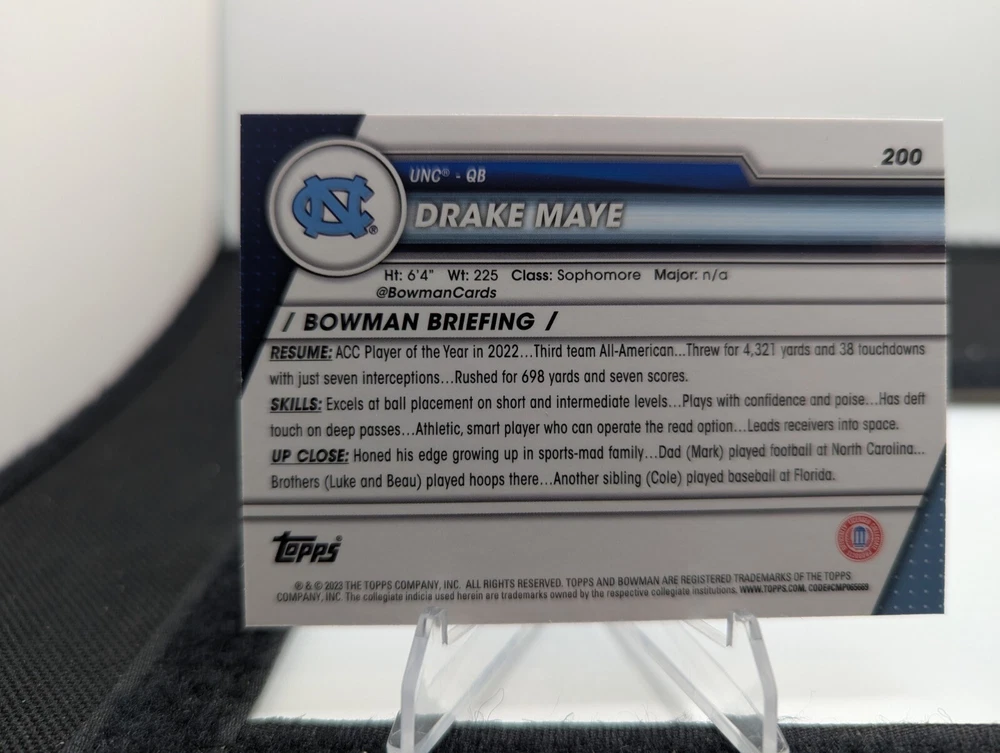 200
UNC® - QB
DRAKE MAYE
Ht: 6'4" Wt: 225 Class: Sophomore Major: n/a
@BowmanCards
/ BOWMAN BRIEFING /
RESUME: ACC Player of the Year in 2022...Third team All-American...Threw for 4,321 yards and 38 touchdowns
with just seven interceptions...Rushed for 698 yards and seven scores.
SKILLS: Excels at ball placement on short and intermediate levels...Plays with confidence and poise...Has deft
touch on deep passes...Athletic, smart player who can operate the read option...Leads receivers into space.
UP CLOSE: Honed his edge growing up in sports-mad family...Dad (Mark) played football at North Carolina...
Brothers (Luke and Beau) played hoops there...Another sibling (Cole) played baseball at Florida.
Topps®
® & © 2023 THE TOPPS COMPANY, INC. ALL RIGHTS RESERVED. TOPPS AND BOWMAN ARE REGISTERED TRADEMARKS OF THE TOPPS
COMPANY, INC. The collegiate indicia used herein are trademarks owned by the respective collegiate institutions. WWW.TOPPS.COM.